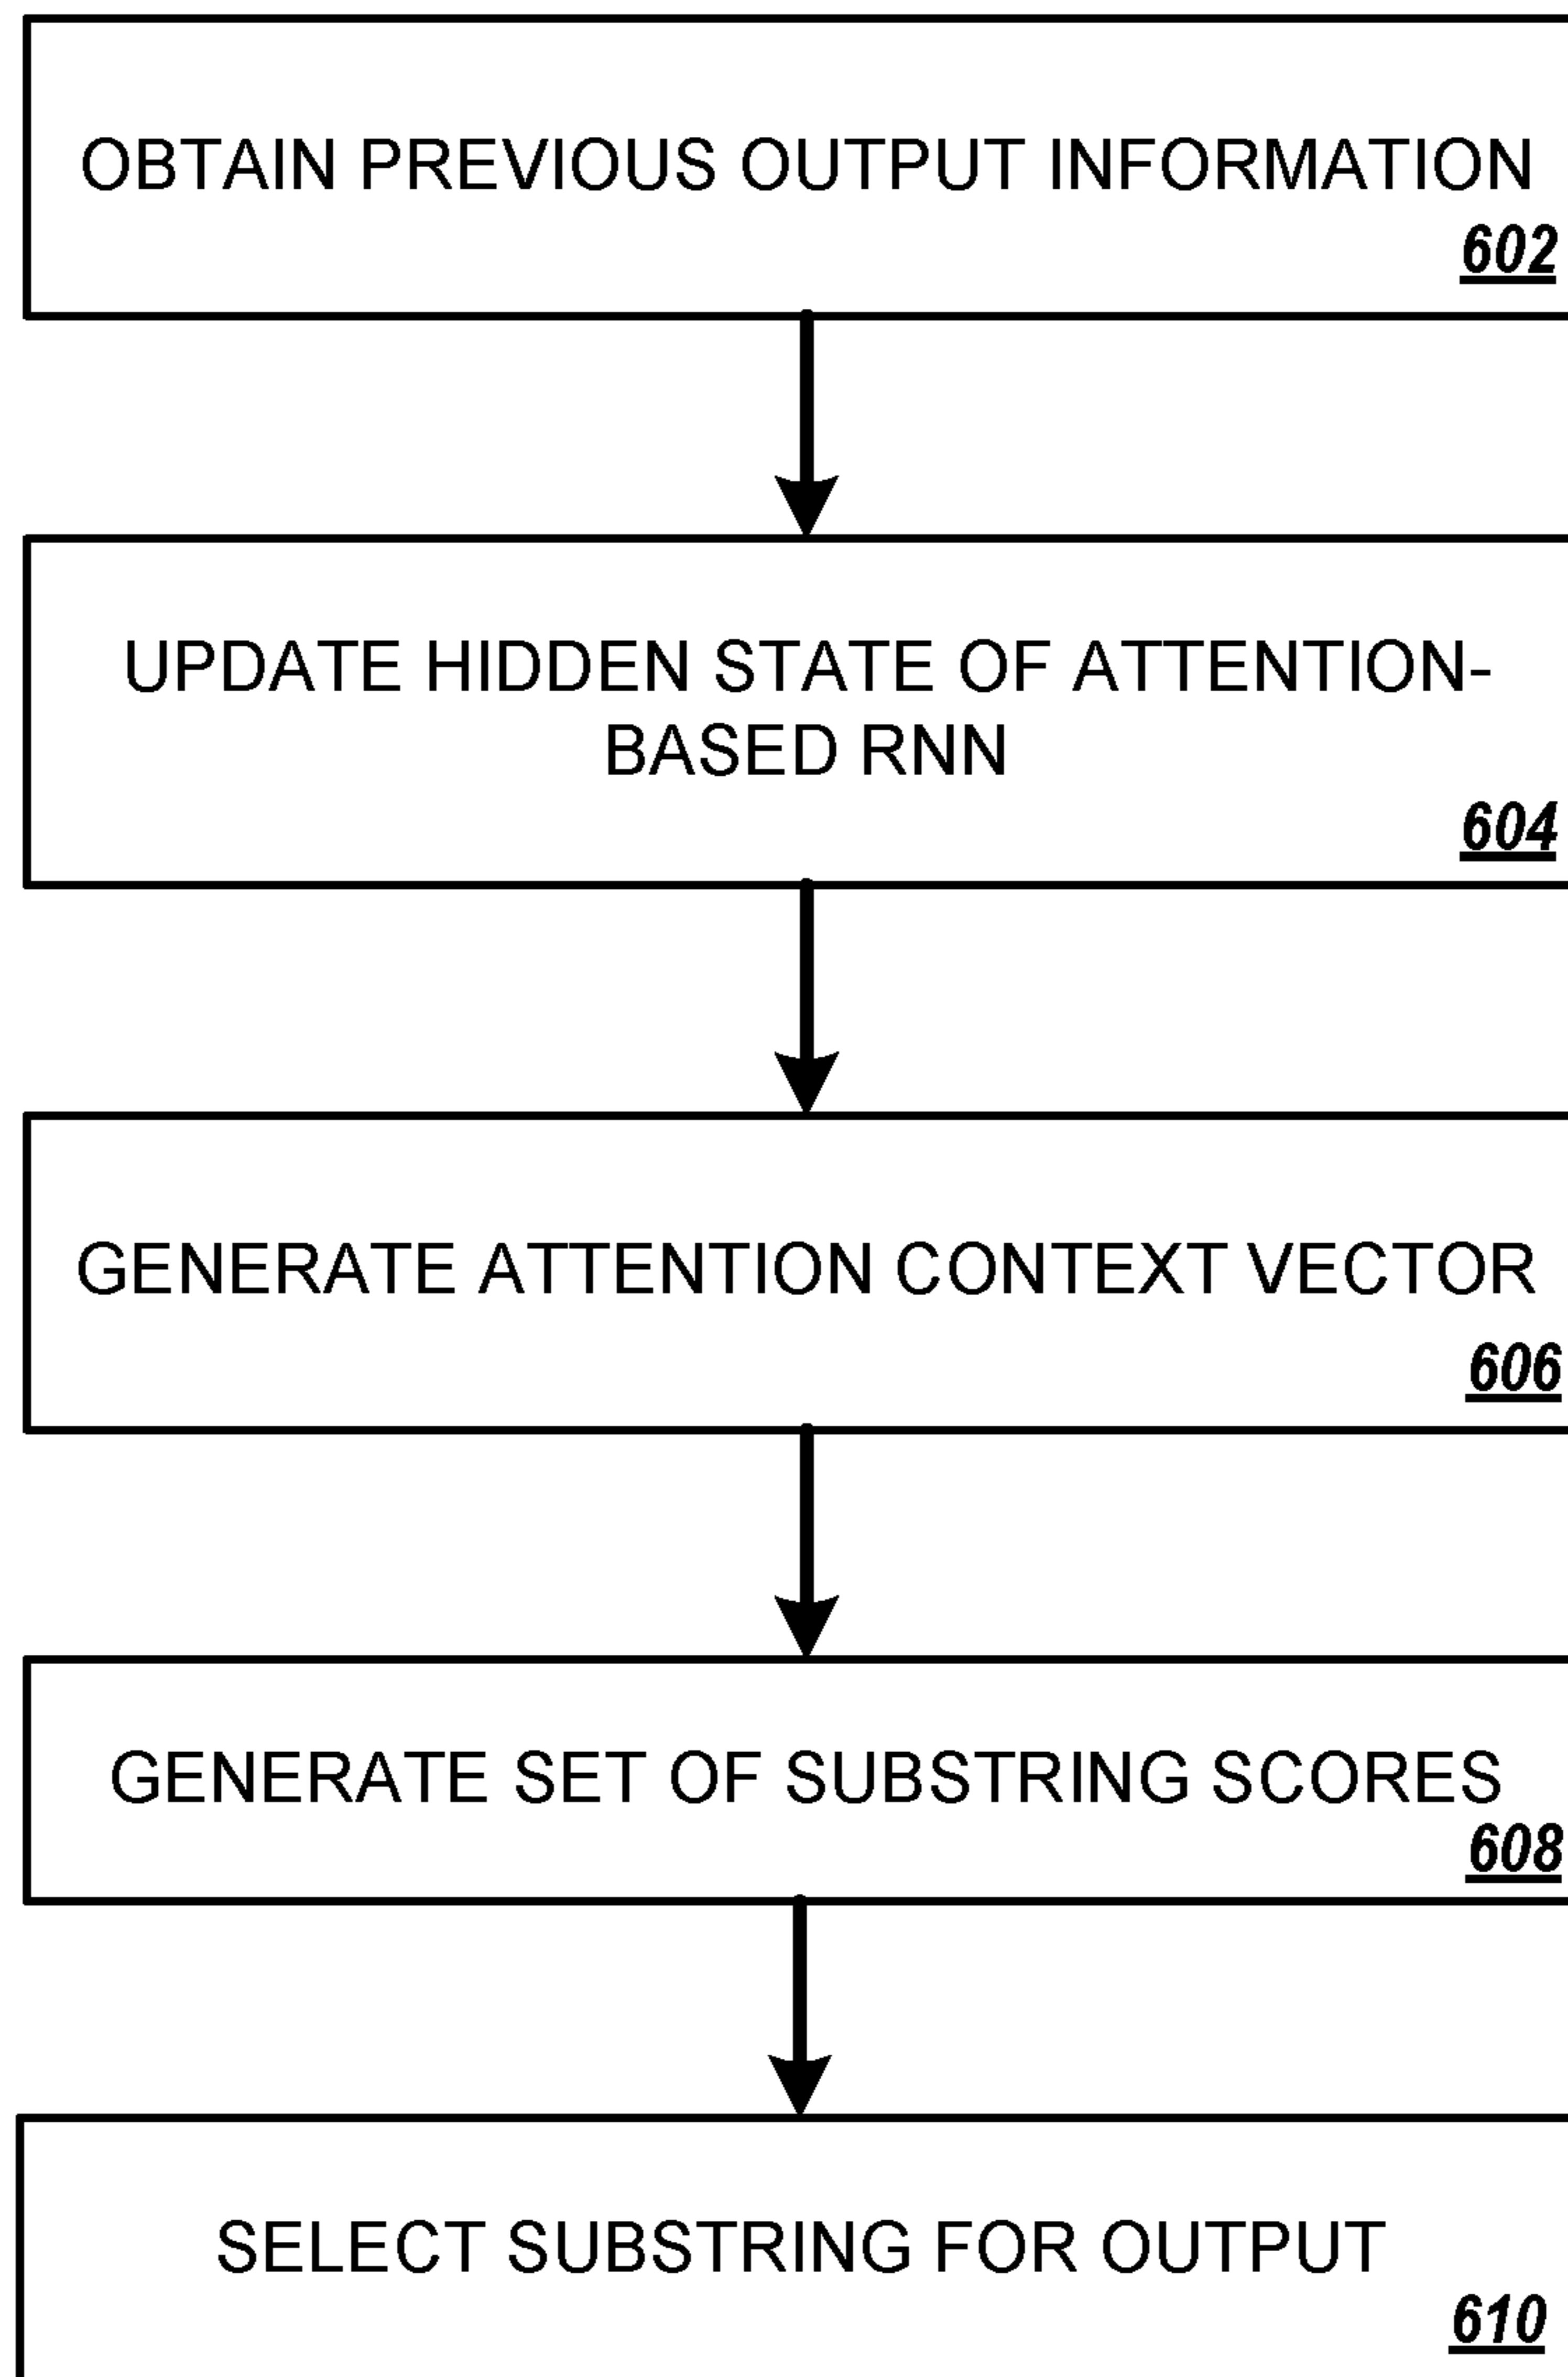 OBTAIN PREVIOUS OUTPUT INFORMATION
602
UPDATE HIDDEN STATE OF ATTENTION-
BASED RNN
604
GENERATE ATTENTION CONTEXT VECTOR
606
GENERATE SET OF SUBSTRING SCORES
608
SELECT SUBSTRING FOR OUTPUT
610